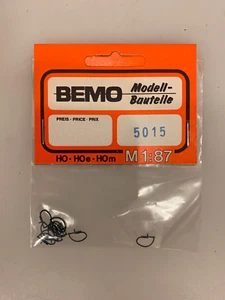 BEMO Modell-
Bauteile
PREIS · PRICE · PRIX
5015
HO · HOe · HOm M 1:87